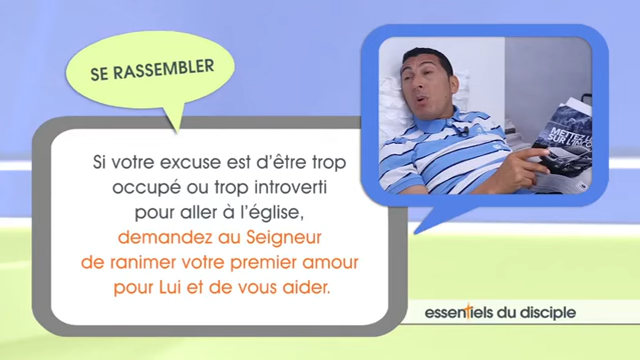 SE RASSEMBLER
Si votre excuse est d'être trop
occupé ou trop introverti
pour aller à l'église,
demandez au Seigneur
de ranimer votre premier amour
pour Lui et de vous aider.
METTEZ
essentiels du disciple